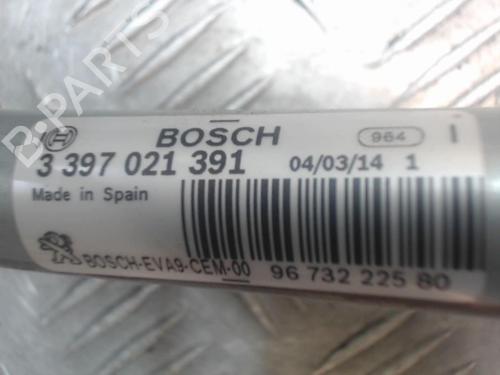 B-PARTS
BOSCH 964 I
3 397 021 391 04/03/14 1
Made in Spain
BOSCH-EVA9-CEM-00 96 732 225 80